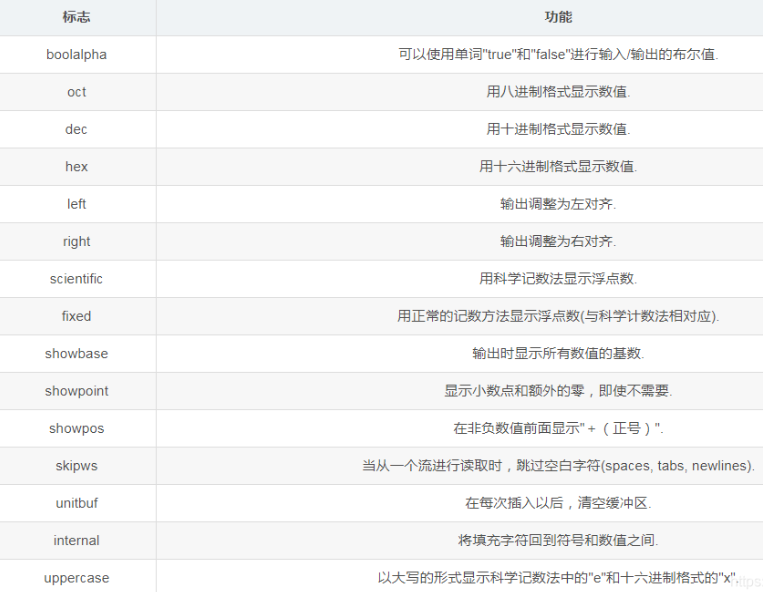 标志 功能
boolalpha 可以使用单词"true"和"false"进行输入/输出的布尔值.
oct 用八进制格式显示数值.
dec 用十进制格式显示数值.
hex 用十六进制格式显示数值.
left 输出调整为左对齐.
right 输出调整为右对齐.
scientific 用科学记数法显示浮点数.
fixed 用正常的记数方法显示浮点数(与科学计数法相对应).
showbase 输出时显示所有数值的基数.
showpoint 显示小数点和额外的零，即使不需要.
showpos 在非负数值前面显示"＋（正号）".
skipws 当从一个流进行读取时，跳过空白字符(spaces, tabs, newlines).
unitbuf 在每次插入以后，清空缓冲区.
internal 将填充字符回到符号和数值之间.
uppercase 以大写的形式显示科学记数法中的"e"和十六进制格式的"x".
https